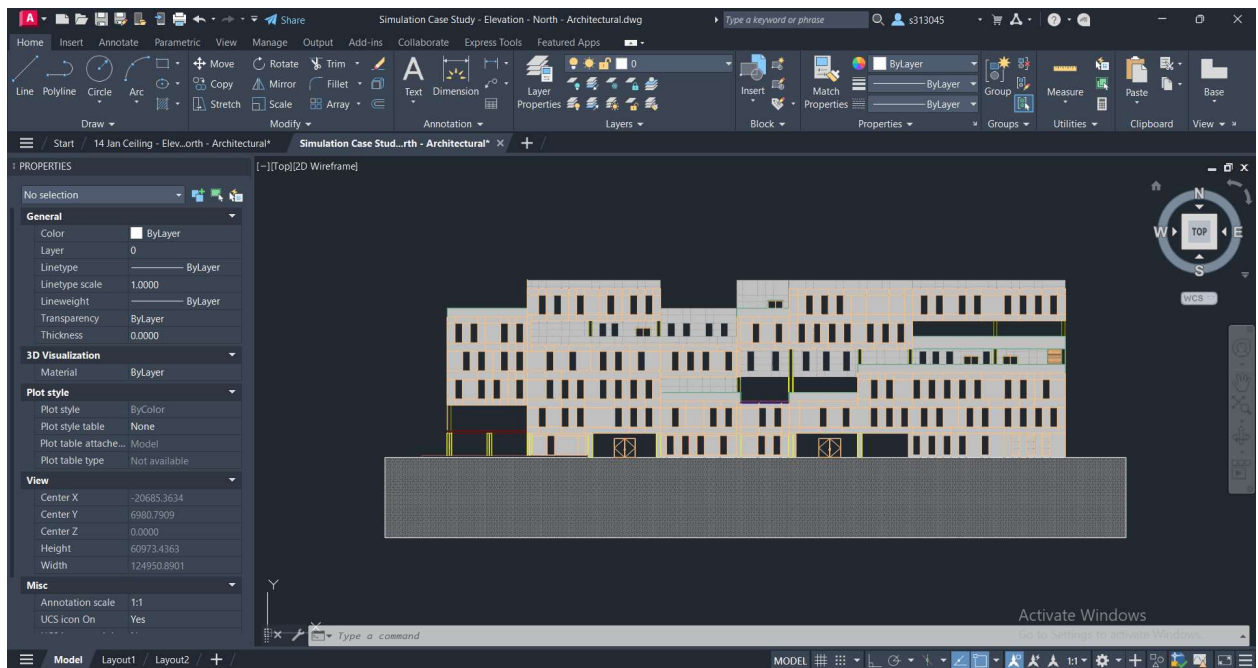 A Share Simulation Case Study - Elevation - North - Architectural.dwg Type a keyword or phrase s313045
Home Insert Annotate Parametric View Manage Output Add-ins Collaborate Express Tools Featured Apps
Line Polyline Circle Arc
Move Rotate Trim
Copy Mirror Fillet
Stretch Scale Array
Text Dimension
Layer Properties
0
Insert
Match Properties
ByLayer
ByLayer
ByLayer
Group
Measure
Paste
Base
Draw Modify Annotation Layers Block Properties Groups Utilities Clipboard View
Start / 14 Jan Ceiling - Elev...orth - Architectural* Simulation Case Stud...rth - Architectural*
PROPERTIES
[−][Top][2D Wireframe]
No selection
General
Color ByLayer
Layer 0
Linetype ByLayer
Linetype scale 1.0000
Lineweight ByLayer
Transparency ByLayer
Thickness 0.0000
3D Visualization
Material ByLayer
Plot style
Plot style ByColor
Plot style table None
Plot table attache... Model
Plot table type Not available
View
Center X -20685.3634
Center Y 6980.7909
Center Z 0.0000
Height 60973.4363
Width 124950.8901
Misc
Annotation scale 1:1
UCS icon On Yes
N
W TOP E
S
WCS
Y
X
Type a command
Activate Windows
Go to Settings to activate Windows.
Model Layout1 Layout2
MODEL 1:1